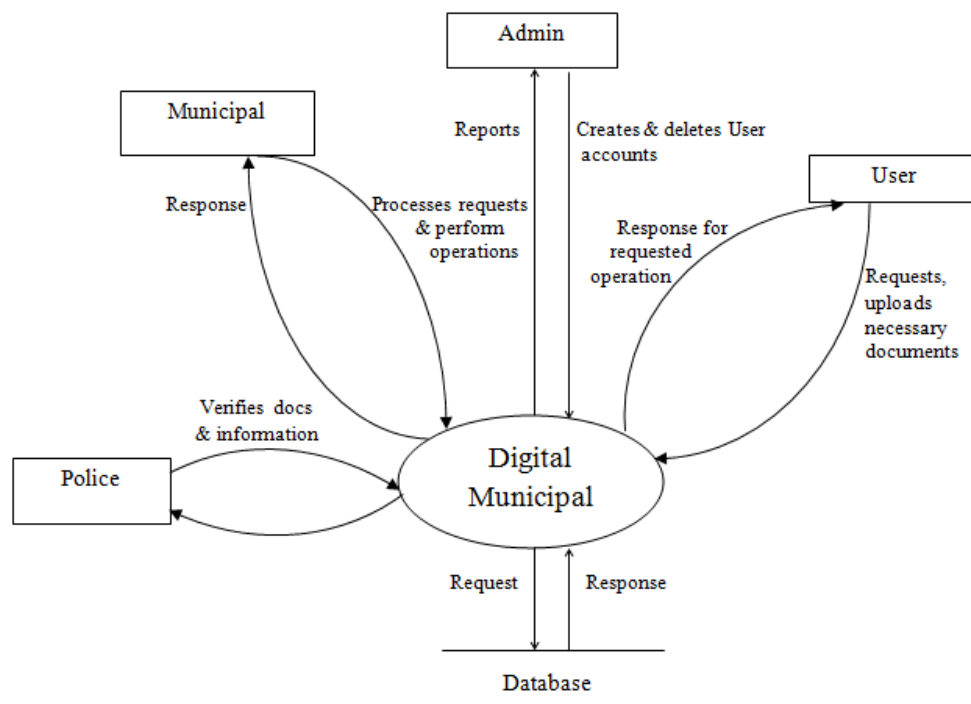 Admin
Municipal
Reports
Creates & deletes User
accounts
User
Response
Processes requests
& perform
operations
Response for
requested
operation
Requests,
uploads
necessary
documents
Verifies docs
& information
Police
Digital
Municipal
Request
Response
Database